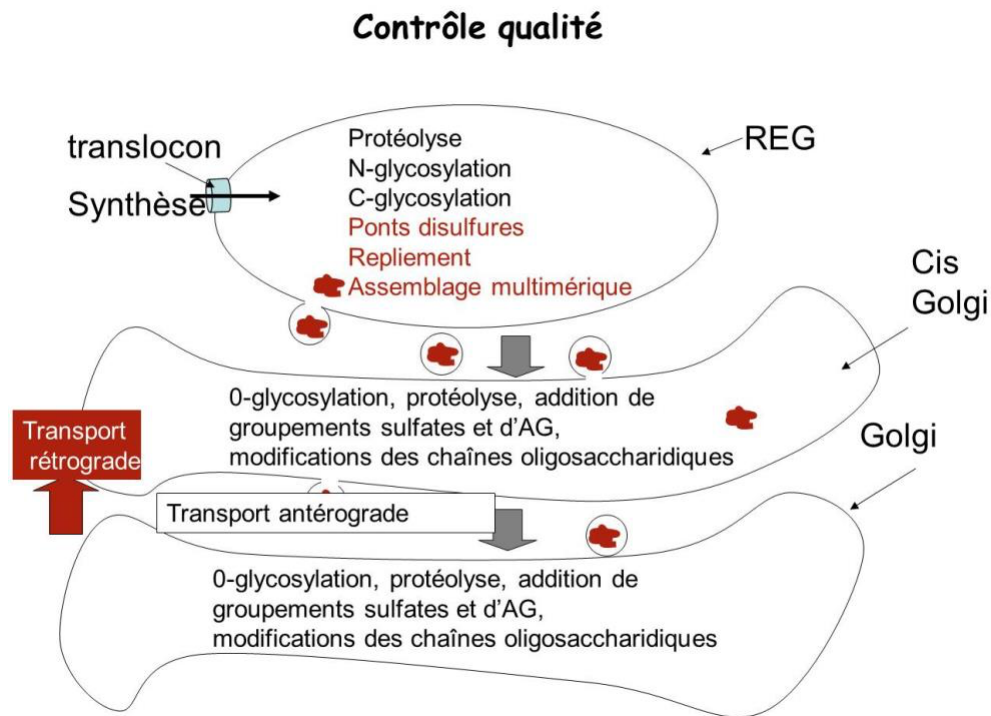 Contrôle qualité
translocon
Synthèse
Protéolyse
N-glycosylation
C-glycosylation
Ponts disulfures
Repliement
Assemblage multimérique
REG
Cis
Golgi
0-glycosylation, protéolyse, addition de
groupements sulfates et d'AG,
modifications des chaînes oligosaccharidiques
Transport
rétrograde
Golgi
Transport antérograde
0-glycosylation, protéolyse, addition de
groupements sulfates et d'AG,
modifications des chaînes oligosaccharidiques